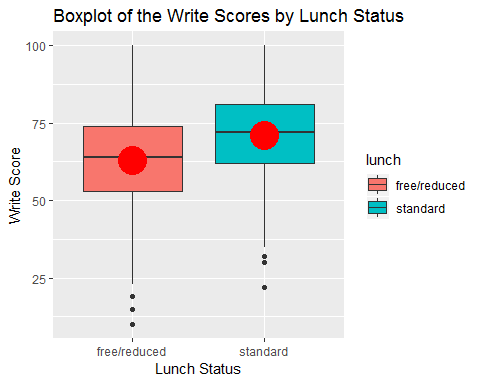 Boxplot of the Write Scores by Lunch Status
100
75
50
25
Write Score
free/reduced
standard
Lunch Status
lunch
free/reduced
standard